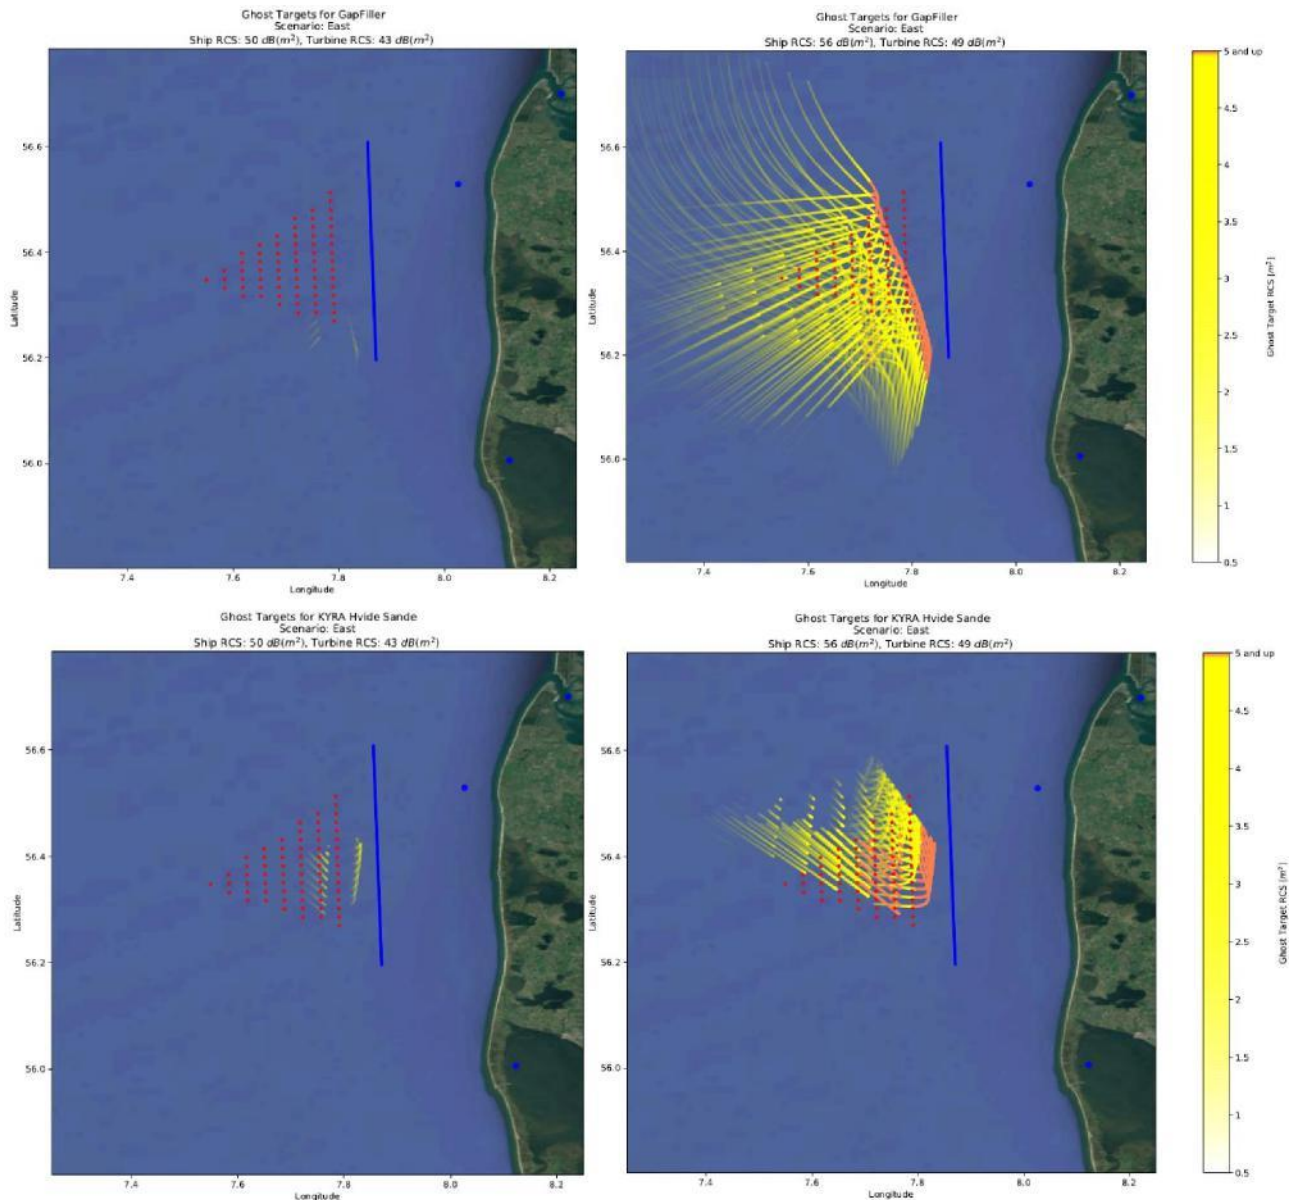 Ghost Targets for GapFiller
Scenario: East
Ship RCS: 50 dB(m²), Turbine RCS: 43 dB(m²)
56.6
56.4
56.2
56.0
Latitude
7.4 7.6 7.8 8.0 8.2
Longitude
Ghost Targets for GapFiller
Scenario: East
Ship RCS: 56 dB(m²), Turbine RCS: 49 dB(m²)
56.6
56.4
56.2
56.0
Latitude
7.4 7.6 7.8 8.0 8.2
Longitude
5 and up
4.5
4
3.5
3
2.5
2
1.5
1
0.5
Ghost Target RCS [m²]
Ghost Targets for KYRA Hvide Sande
Scenario: East
Ship RCS: 50 dB(m²), Turbine RCS: 43 dB(m²)
56.6
56.4
56.2
56.0
Latitude
7.4 7.6 7.8 8.0 8.2
Longitude
Ghost Targets for KYRA Hvide Sande
Scenario: East
Ship RCS: 56 dB(m²), Turbine RCS: 49 dB(m²)
56.6
56.4
56.2
56.0
Latitude
7.4 7.6 7.8 8.0 8.2
Longitude
5 and up
4.5
4
3.5
3
2.5
2
1.5
1
0.5
Ghost Target RCS [m²]